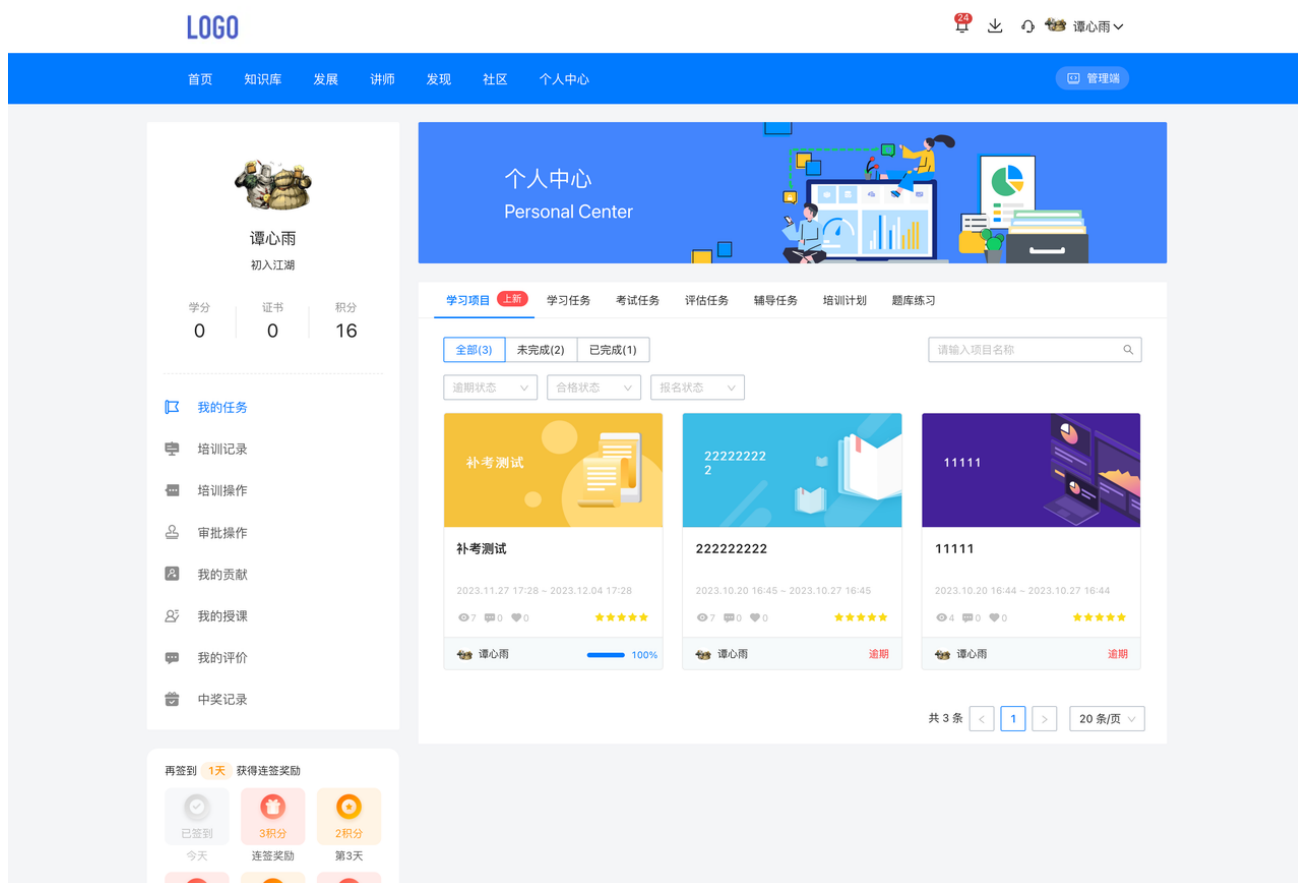 LOGO
24
谭心雨
首页 知识库 发展 讲师 发现 社区 个人中心
管理端
谭心雨
初入江湖
学分 证书 积分
0 0 16
我的任务
培训记录
培训操作
审批操作
我的贡献
我的授课
我的评价
中奖记录
再签到 1天 获得连签奖励
已签到 3积分 2积分
今天 连签奖励 第3天
个人中心
Personal Center
学习项目 上新 学习任务 考试任务 评估任务 辅导任务 培训计划 题库练习
全部(3) 未完成(2) 已完成(1)
请输入项目名称
逾期状态 合格状态 报名状态
补考测试
补考测试
2023.11.27 17:28 ~ 2023.12.04 17:28
7 0 0
谭心雨 100%
22222222
2
222222222
2023.10.20 16:45 ~ 2023.10.27 16:45
7 0 0
谭心雨 逾期
11111
11111
2023.10.20 16:44 ~ 2023.10.27 16:44
4 0 0
谭心雨 逾期
共 3 条 < 1 > 20 条/页